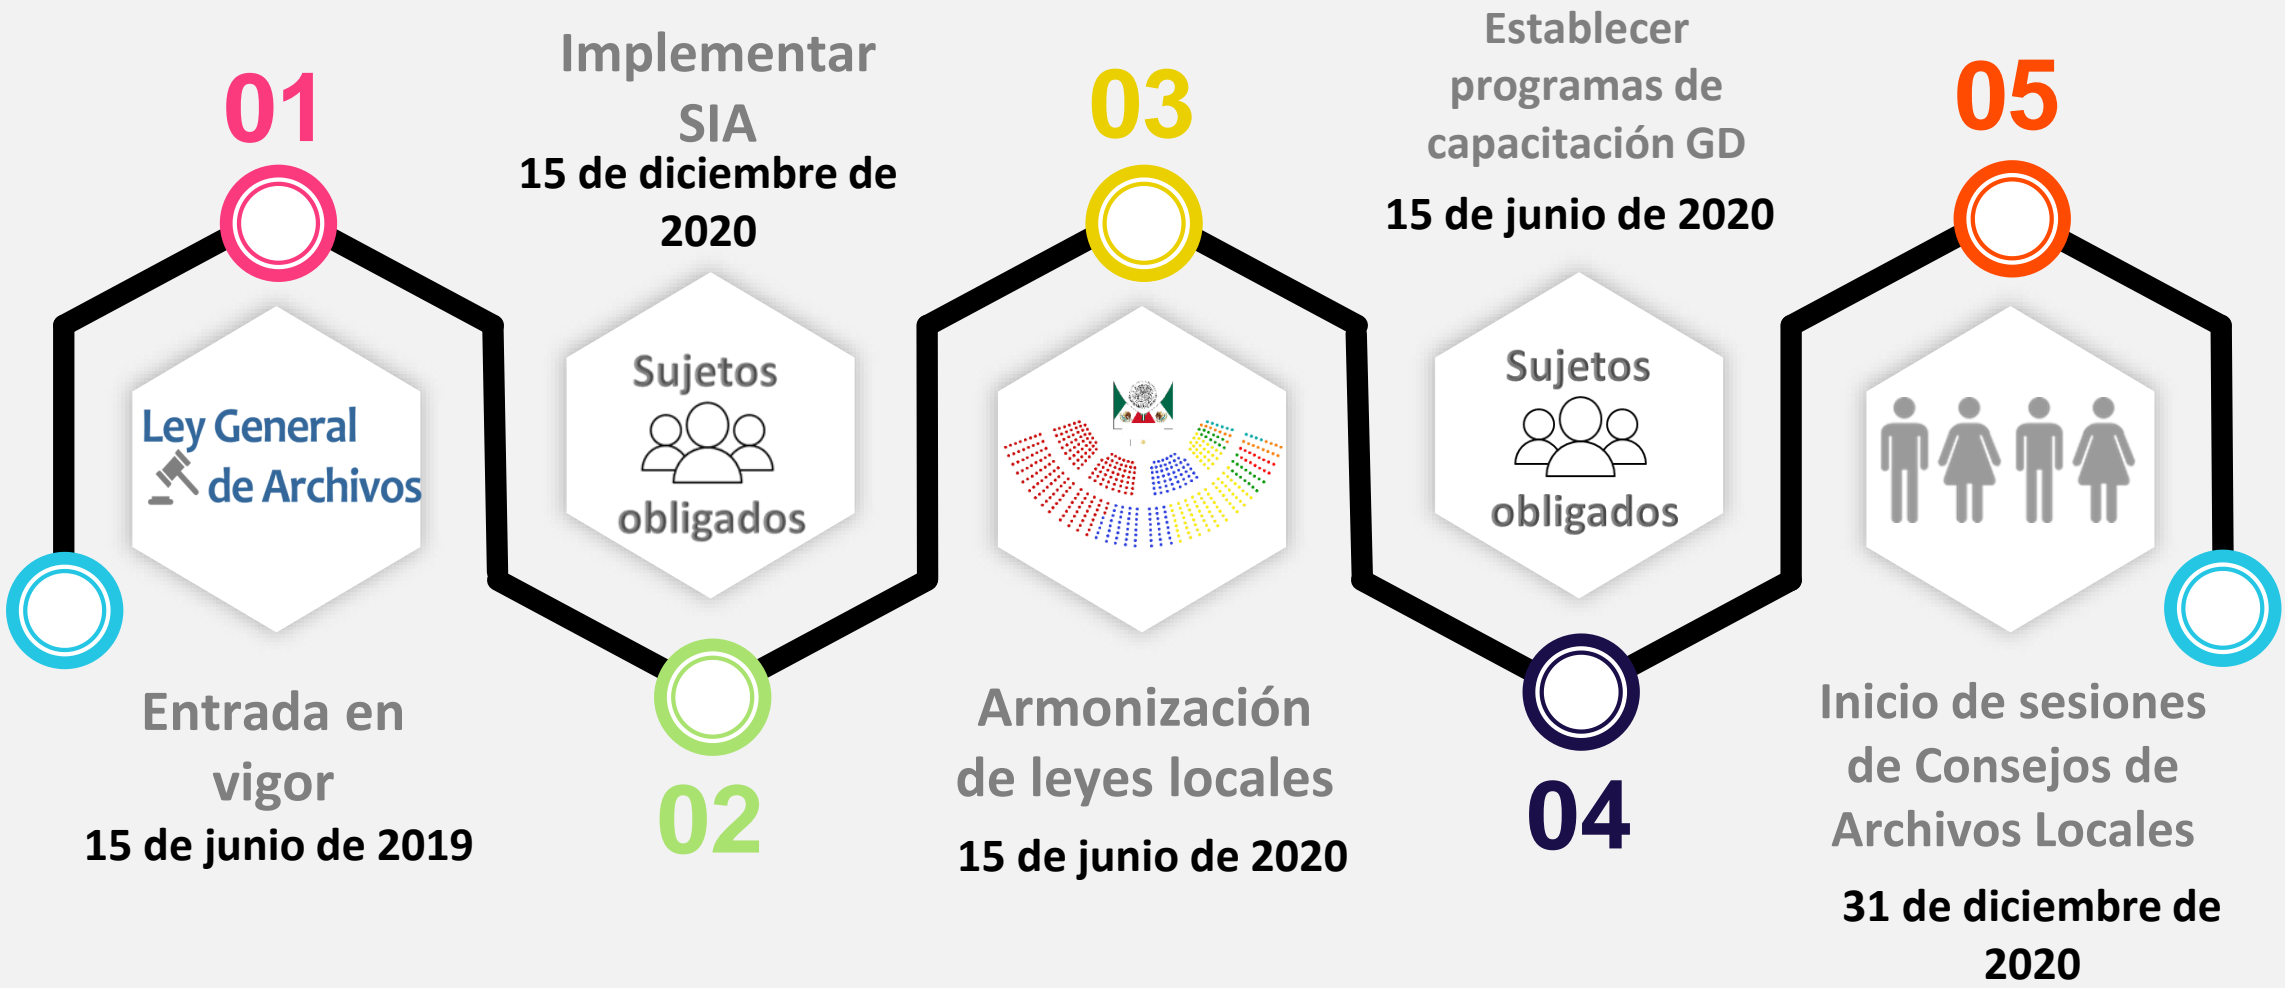 01
Ley General
de Archivos
Entrada en
vigor
15 de junio de 2019
Implementar
SIA
15 de diciembre de
2020
Sujetos
obligados
02
03
Armonización
de leyes locales
15 de junio de 2020
Establecer
programas de
capacitación GD
15 de junio de 2020
Sujetos
obligados
04
05
Inicio de sesiones
de Consejos de
Archivos Locales
31 de diciembre de
2020